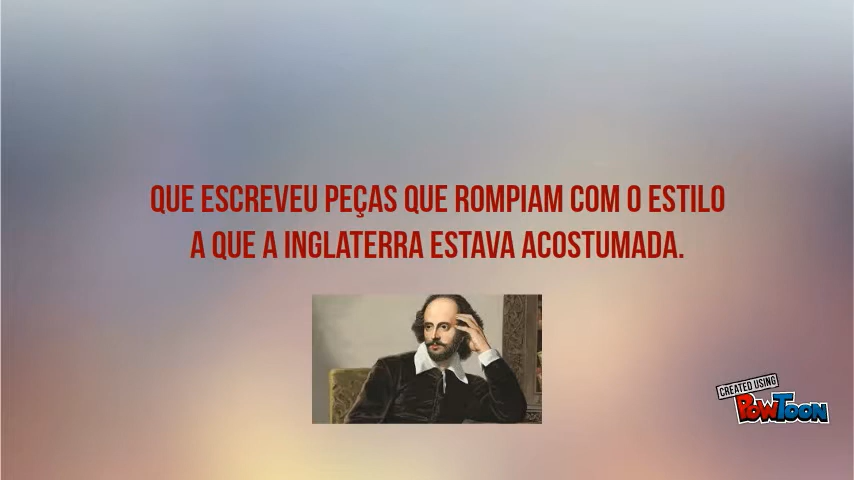 QUE ESCREVEU PEÇAS QUE ROMPIAM COM O ESTILO
A QUE A INGLATERRA ESTAVA ACOSTUMADA.
CREATED USING
POWTOON